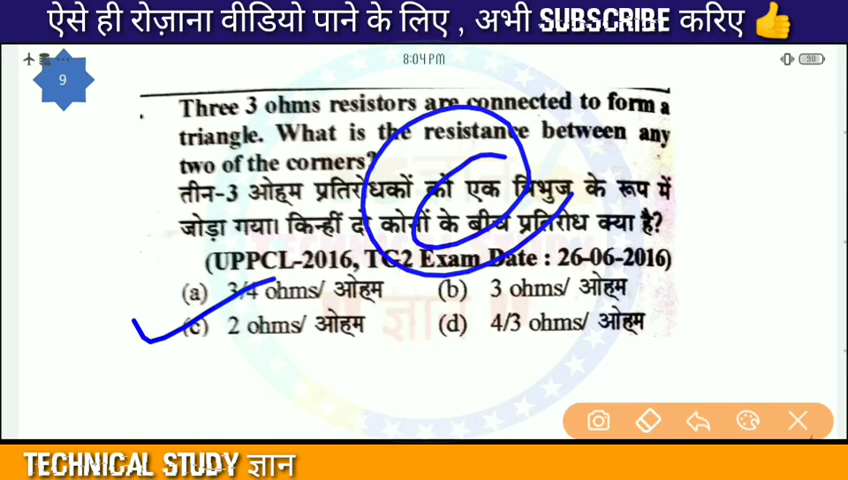 ऐसे ही रोज़ाना वीडियो पाने के लिए , अभी SUBSCRIBE करिए 👍
8:04 PM
90
9
Three 3 ohms resistors are connected to form a
triangle. What is the resistance between any
two of the corners?
तीन-3 ओह्म प्रतिरोधकों को एक त्रिभुज के रूप में
जोड़ा गया। किन्हीं दो कोनों के बीच प्रतिरोध क्या है?
(UPPCL-2016, TG2 Exam Date : 26-06-2016)
(a) 3/4 ohms/ ओह्म (b) 3 ohms/ ओह्म
(c) 2 ohms/ ओह्म (d) 4/3 ohms/ ओह्म
ज्ञान
TECHNICAL STUDY ज्ञान